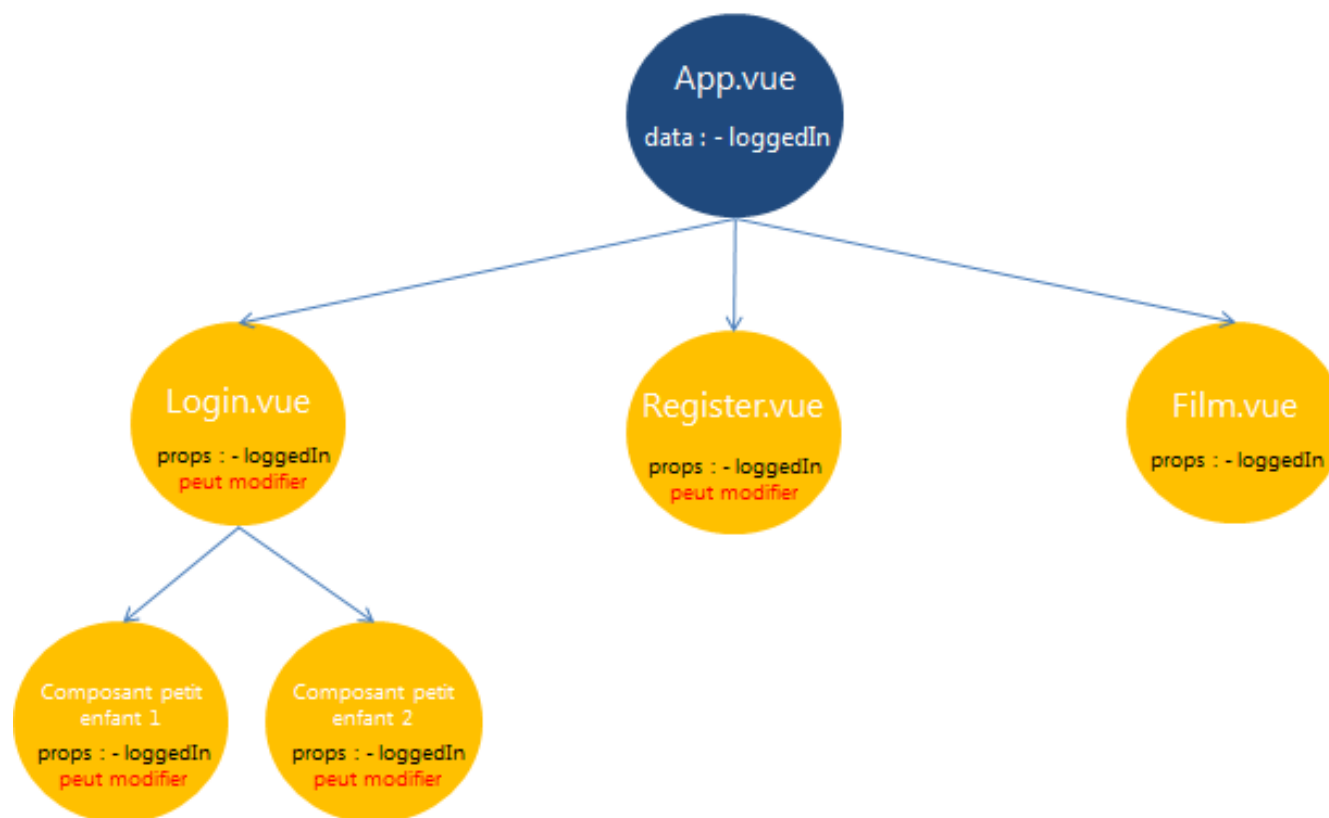 App.vue
data : - loggedIn
Login.vue
props : - loggedIn
peut modifier
Register.vue
props : - loggedIn
peut modifier
Film.vue
props : - loggedIn
Composant petit
enfant 1
props : - loggedIn
peut modifier
Composant petit
enfant 2
props : - loggedIn
peut modifier